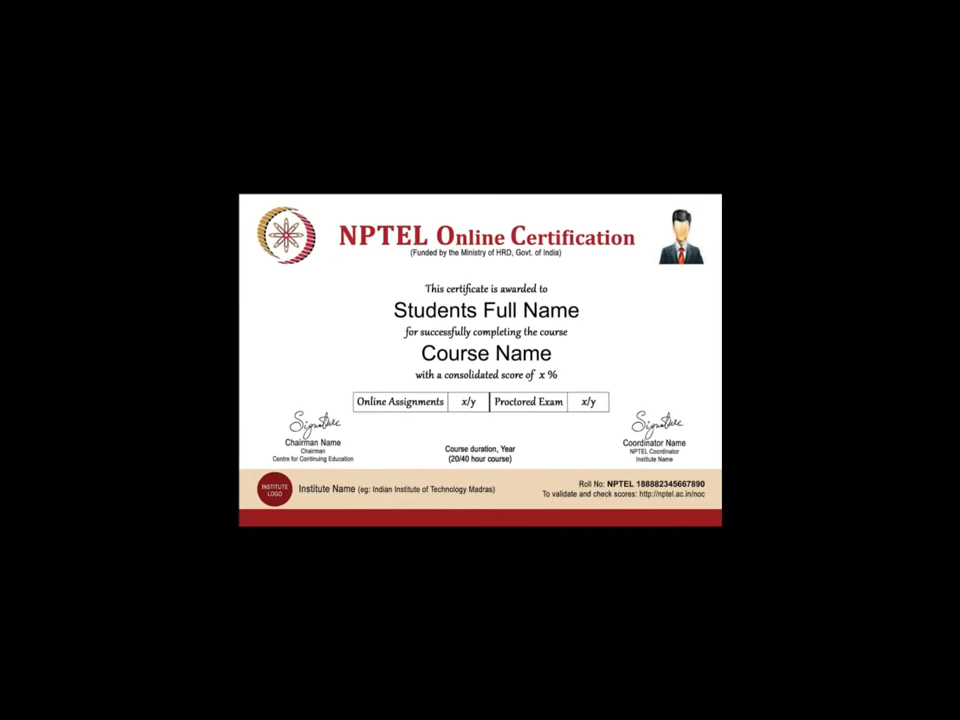 NPTEL Online Certification
(Funded by the Ministry of HRD, Govt. of India)
This certificate is awarded to
Students Full Name
for successfully completing the course
Course Name
with a consolidated score of x %
Online Assignments x/y Proctored Exam x/y
Signature
Chairman Name
Chairman
Centre for Continuing Education
Course duration, Year
(20/40 hour course)
Signature
Coordinator Name
NPTEL Coordinator
Institute Name
INSTITUTE
LOGO
Institute Name (eg: Indian Institute of Technology Madras)
Roll No: NPTEL 188882345667890
To validate and check scores: http://nptel.ac.in/noc